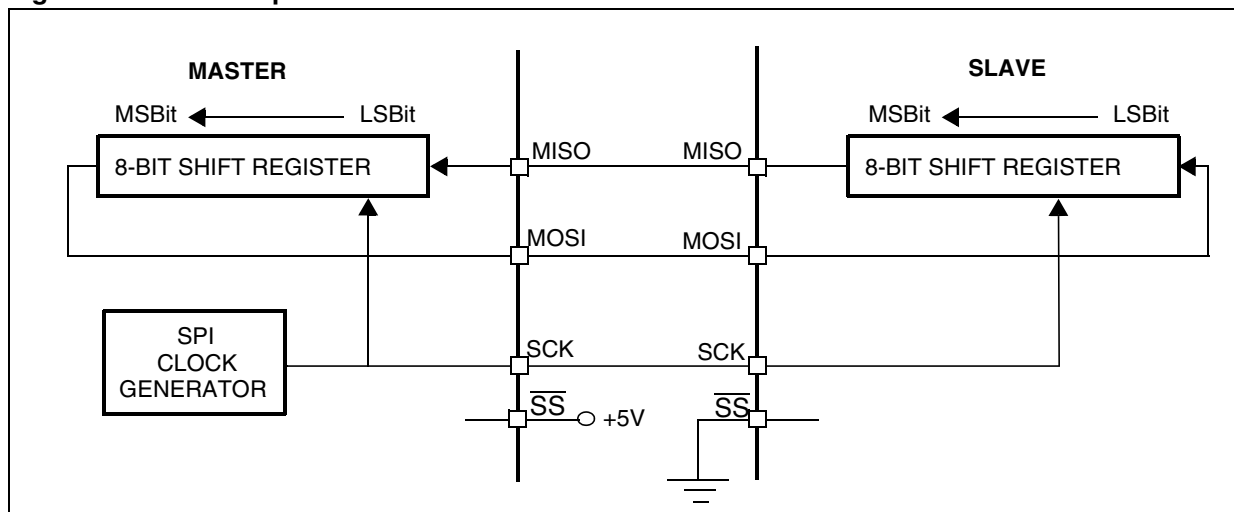 MASTER
SLAVE
MSBit
LSBit
MSBit
LSBit
8-BIT SHIFT REGISTER
MISO
MISO
8-BIT SHIFT REGISTER
MOSI
MOSI
SPI
CLOCK
GENERATOR
SCK
SCK
SS
+5V
SS